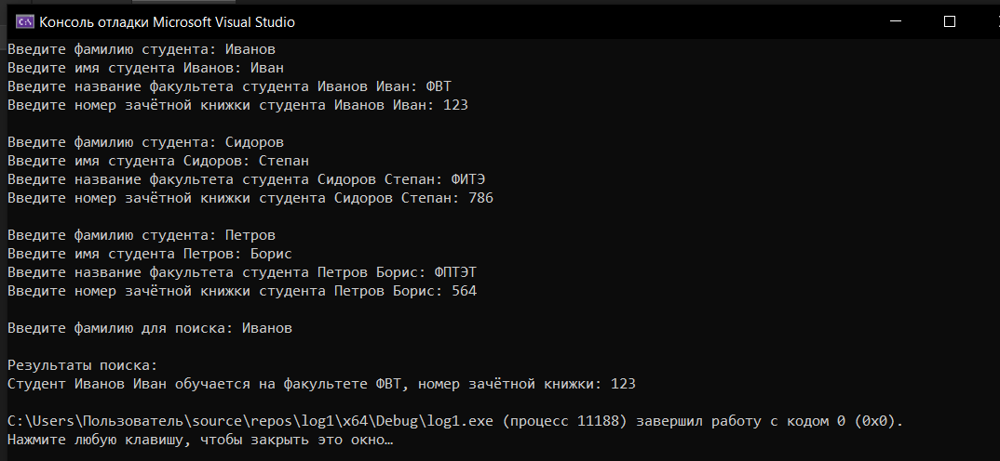 Консоль отладки Microsoft Visual Studio
Введите фамилию студента: Иванов
Введите имя студента Иванов: Иван
Введите название факультета студента Иванов Иван: ФВТ
Введите номер зачётной книжки студента Иванов Иван: 123
Введите фамилию студента: Сидоров
Введите имя студента Сидоров: Степан
Введите название факультета студента Сидоров Степан: ФИТЭ
Введите номер зачётной книжки студента Сидоров Степан: 786
Введите фамилию студента: Петров
Введите имя студента Петров: Борис
Введите название факультета студента Петров Борис: ФПТЭТ
Введите номер зачётной книжки студента Петров Борис: 564
Введите фамилию для поиска: Иванов
Результаты поиска:
Студент Иванов Иван обучается на факультете ФВТ, номер зачётной книжки: 123
C:\Users\Пользователь\source\repos\log1\x64\Debug\log1.exe (процесс 11188) завершил работу с кодом 0 (0x0).
Нажмите любую клавишу, чтобы закрыть это окно…